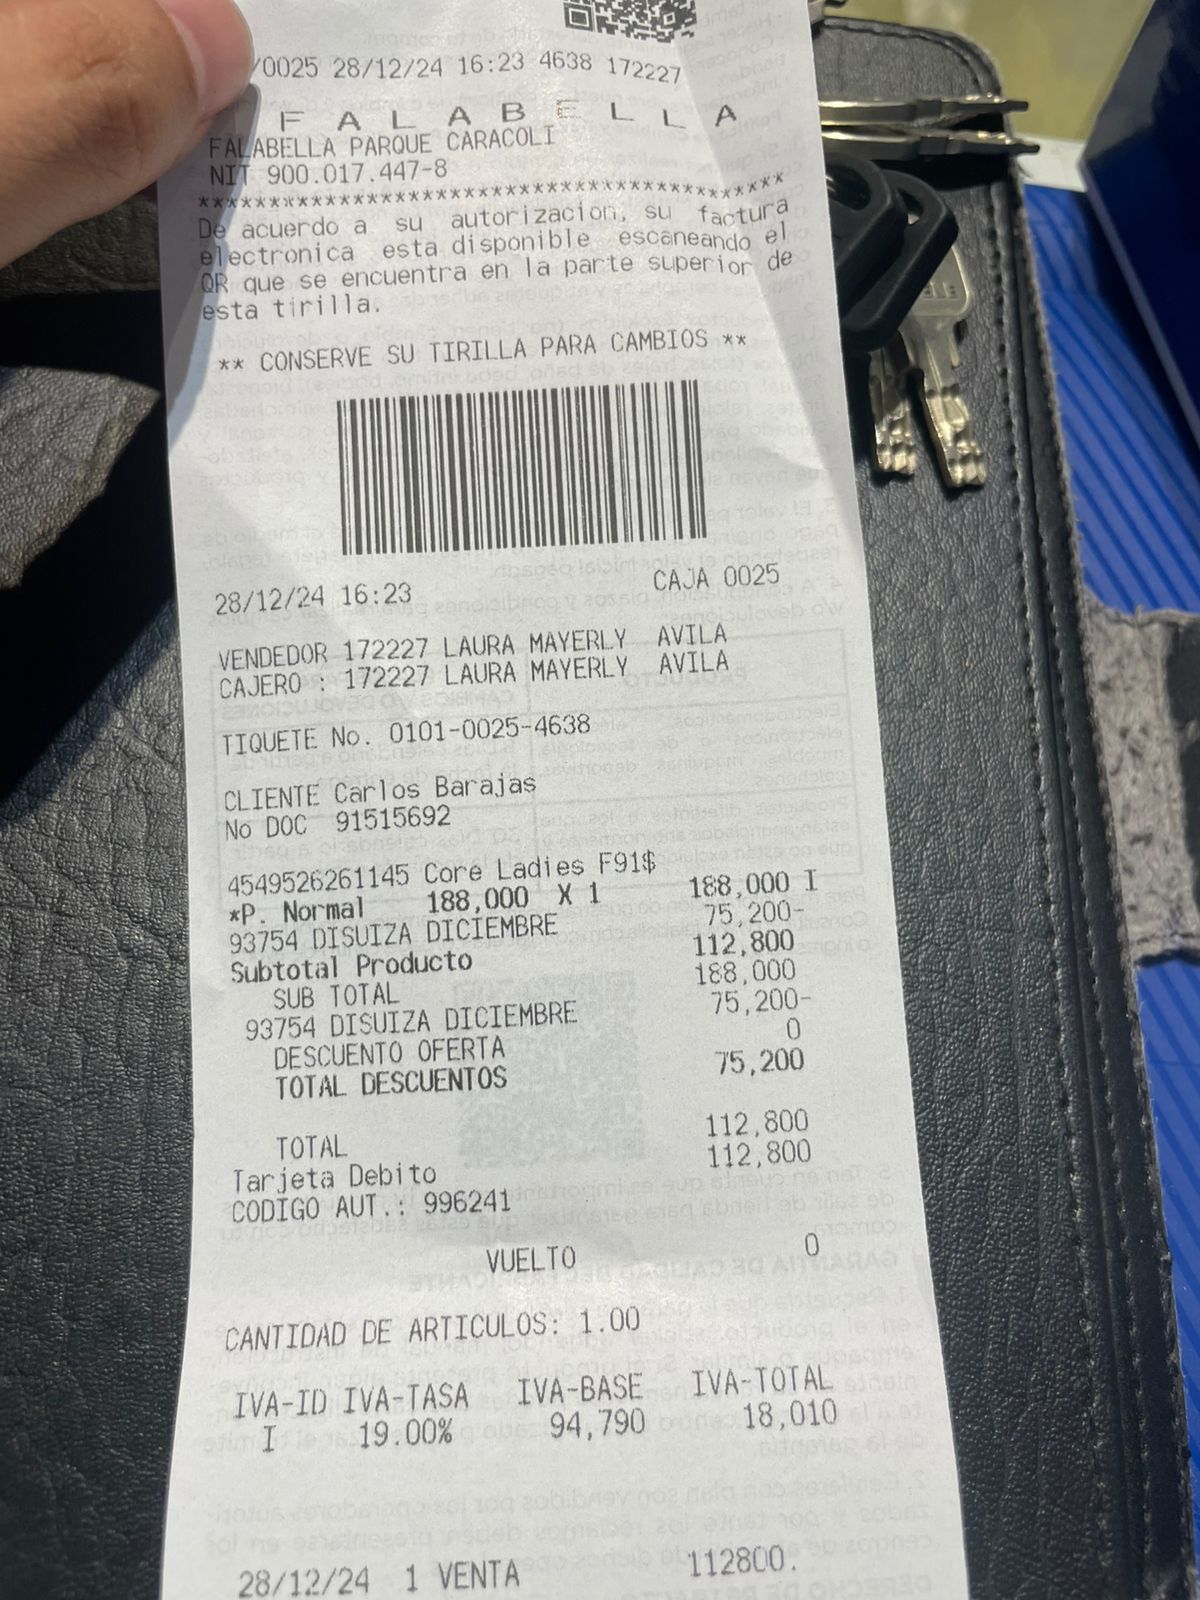 /0025 28/12/24 16:23 4638 172227
F A L A B E L L A
FALABELLA PARQUE CARACOLI
NIT 900.017.447-8
******************************************
De acuerdo a su autorizacion, su factura
electronica esta disponible escaneando el
QR que se encuentra en la parte superior de
esta tirilla.
** CONSERVE SU TIRILLA PARA CAMBIOS **
28/12/24 16:23 CAJA 0025
VENDEDOR 172227 LAURA MAYERLY AVILA
CAJERO : 172227 LAURA MAYERLY AVILA
TIQUETE No. 0101-0025-4638
CLIENTE Carlos Barajas
No DOC 91515692
4549526261145 Core Ladies F91$
*P. Normal 188,000 X 1 188,000 I
93754 DISUIZA DICIEMBRE 75,200-
Subtotal Producto 112,800
SUB TOTAL 188,000
93754 DISUIZA DICIEMBRE 75,200-
DESCUENTO OFERTA 0
TOTAL DESCUENTOS 75,200
TOTAL 112,800
Tarjeta Debito 112,800
CODIGO AUT.: 996241
VUELTO 0
CANTIDAD DE ARTICULOS: 1.00
IVA-ID IVA-TASA IVA-BASE IVA-TOTAL
I 19.00% 94,790 18,010
28/12/24 1 VENTA 112800.